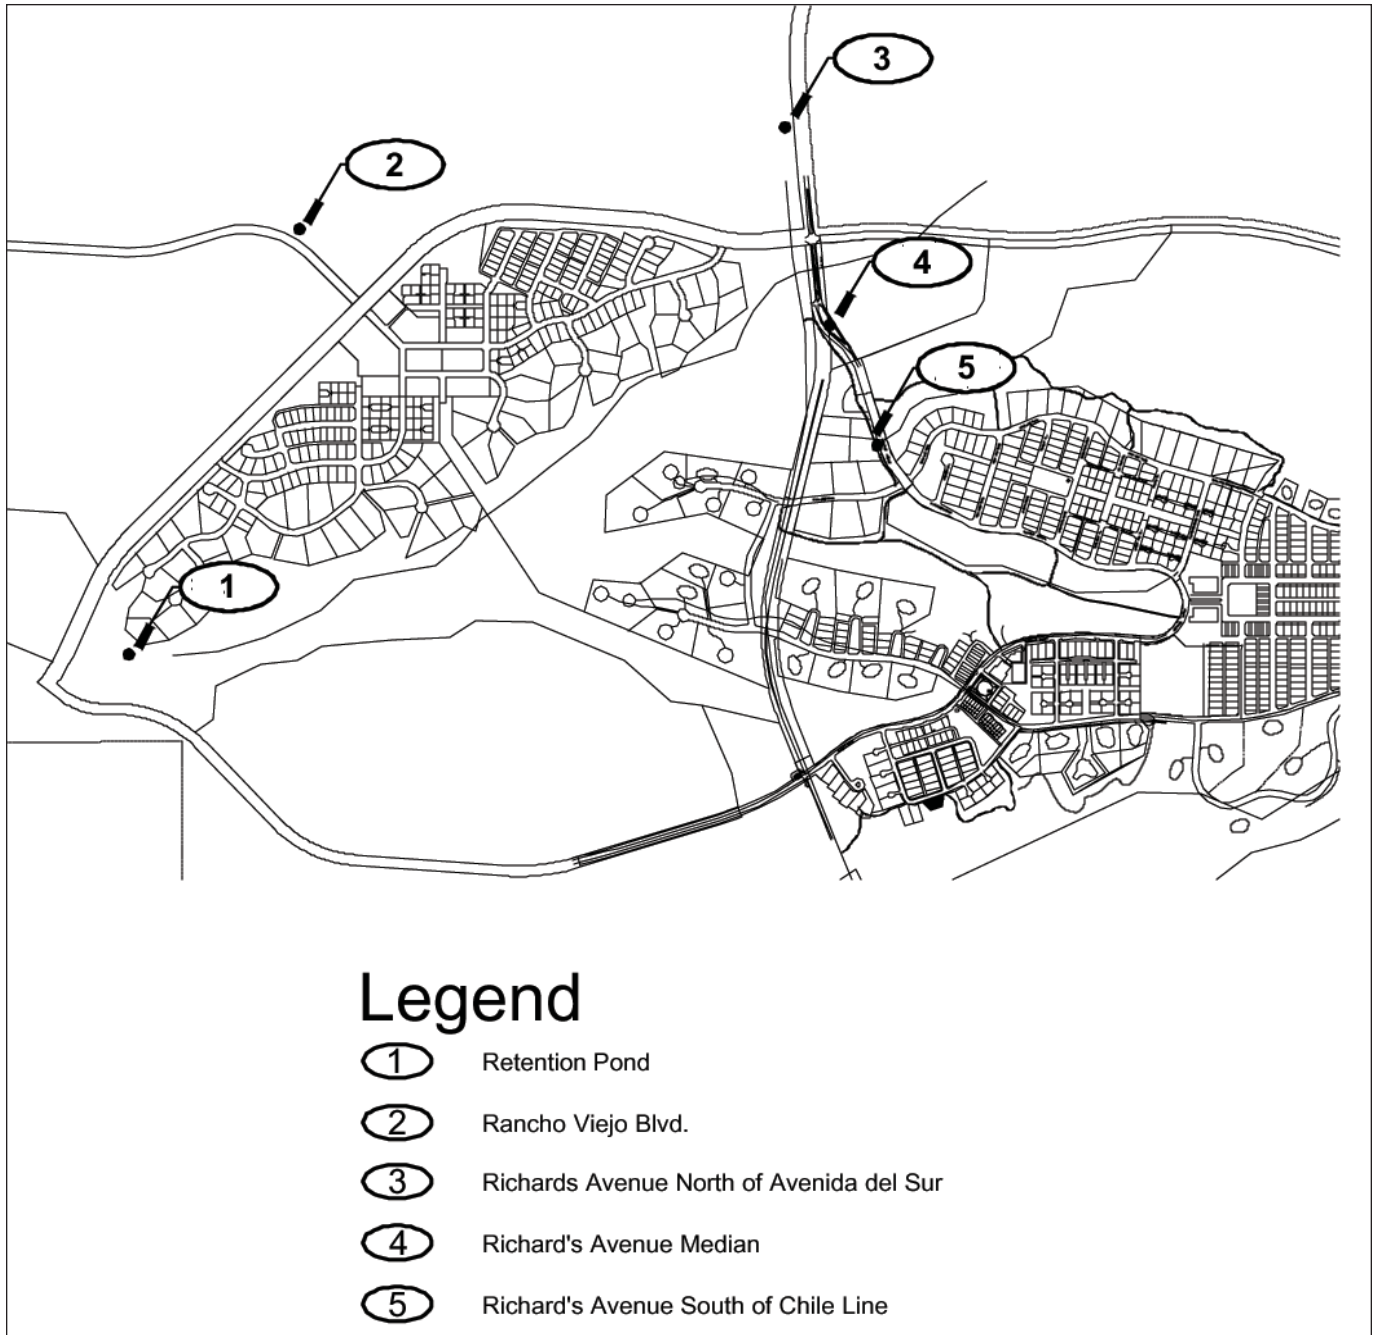 3
2
4
5
1
Legend
1 Retention Pond
2 Rancho Viejo Blvd.
3 Richards Avenue North of Avenida del Sur
4 Richard's Avenue Median
5 Richard's Avenue South of Chile Line